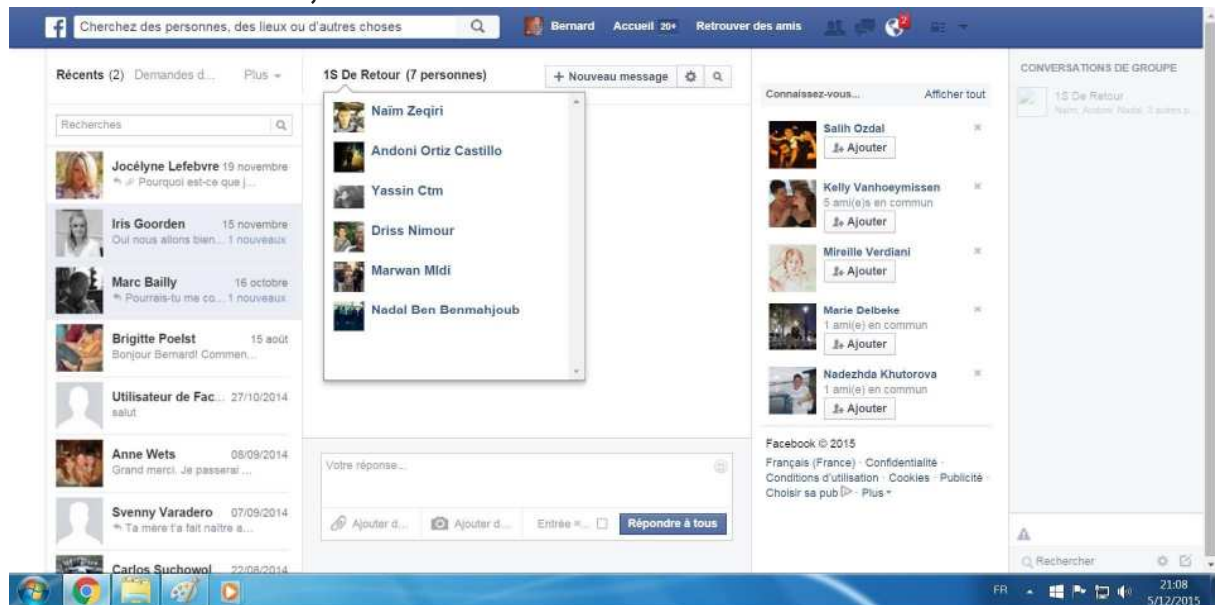 Cherchez des personnes, des lieux ou d'autres choses
Bernard Accueil 20+ Retrouver des amis 2
Récents (2) Demandes d... Plus
Recherches
Jocélyne Lefebvre 19 novembre
Pourquoi est-ce que j...
Iris Goorden 15 novembre
Oui nous allons bien... 1 nouveaux
Marc Bailly 16 octobre
Pourrais-tu me co... 1 nouveaux
Brigitte Poelst 15 août
Bonjour Bernard! Commen...
Utilisateur de Fac... 27/10/2014
salut
Anne Wets 08/09/2014
Grand merci. Je passerai ...
Svenny Varadero 07/09/2014
Ta mère t'a fait naître a...
Carlos Suchowol 22/08/2014
1S De Retour (7 personnes)
+ Nouveau message
Naïm Zeqiri
Andoni Ortiz Castillo
Yassin Ctm
Driss Nimour
Marwan Mldi
Nadal Ben Benmahjoub
Votre réponse...
Ajouter d... Ajouter d... Entrée =... Répondre à tous
Connaissez-vous... Afficher tout
Salih Ozdal
Ajouter
Kelly Vanhoeymissen
5 ami(e)s en commun
Ajouter
Mireille Verdiani
Ajouter
Marie Delbeke
1 ami(e) en commun
Ajouter
Nadezhda Khutorova
1 ami(e) en commun
Ajouter
Facebook © 2015
Français (France) · Confidentialité ·
Conditions d'utilisation · Cookies · Publicité ·
Choisir sa pub · Plus
CONVERSATIONS DE GROUPE
1S De Retour
Naïm, Andoni, Nadal, 3 autres p...
Rechercher
FR
21:08
5/12/2015